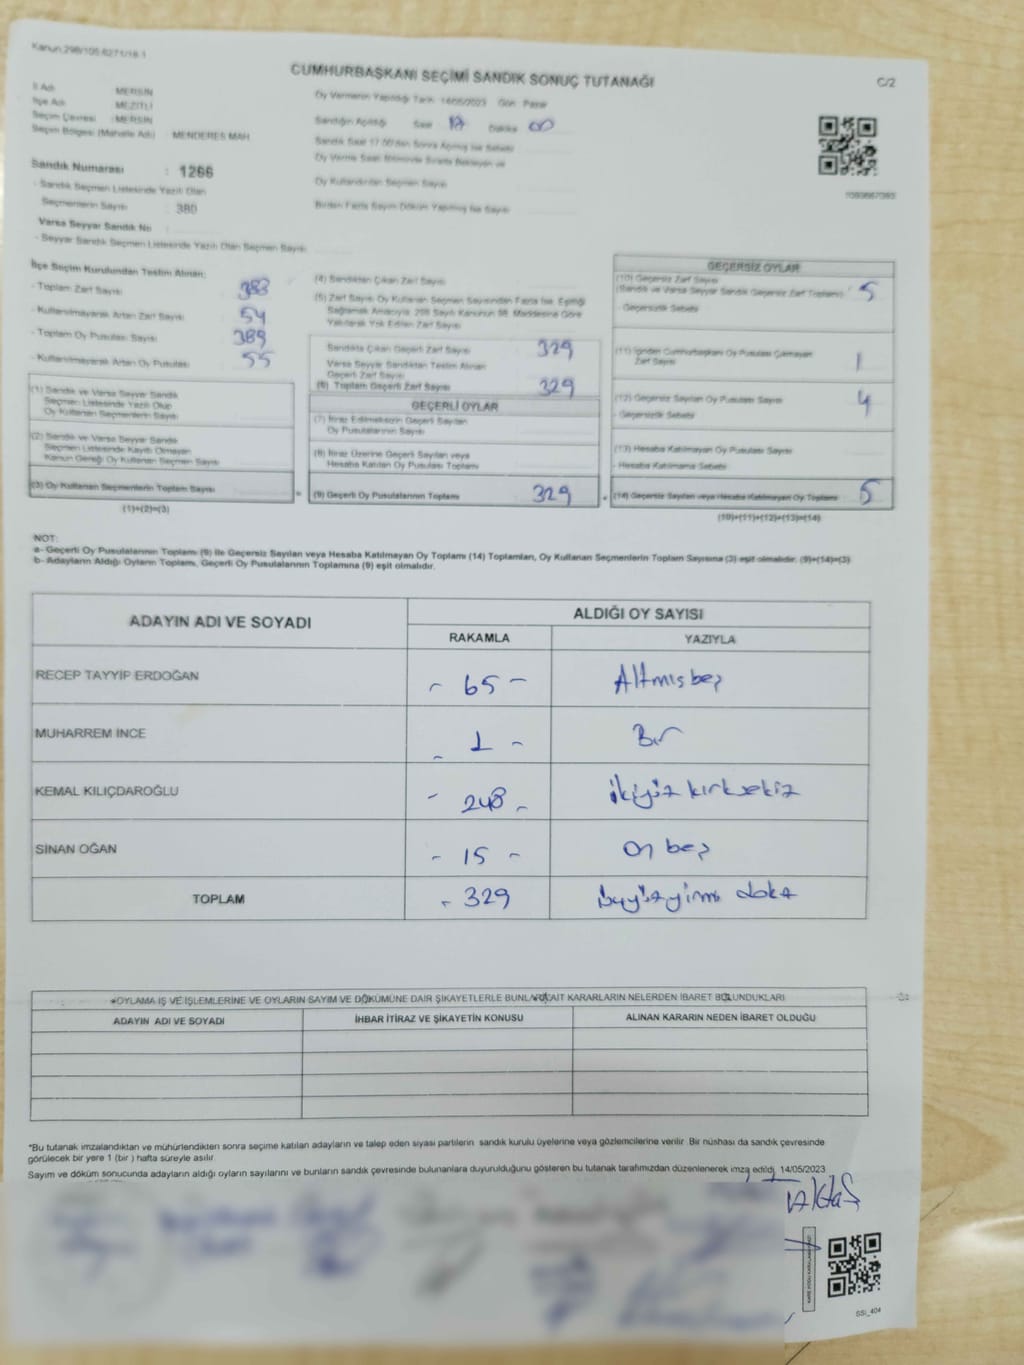 Kanun:298/105-6271/18.1
CUMHURBAŞKANI SEÇİMİ SANDIK SONUÇ TUTANAĞI
C/2
İl Adı : MERSİN
İlçe Adı : MEZİTLİ
Seçim Çevresi : MERSİN
Seçim Bölgesi (Mahalle Adı) : MENDERES MAH
Oy Vermenin Yapıldığı Tarih: 14/05/2023 Gün: Pazar
Sandığın Açıldığı Saat 17 Dakika 00
Sandık Saat 17.00'den Sonra Açılmış İse Sebebi
Oy Kullandırılan Seçmen Sayısı
Birden Fazla Sayım Döküm Yapılmış İse Sayısı
Sandık Numarası : 1266
- Sandık Seçmen Listesinde Yazılı Olan
Seçmenlerin Sayısı : 380
Varsa Seyyar Sandık No :
- Seyyar Sandık Seçmen Listesinde Yazılı Olan Seçmen Sayısı
İlçe Seçim Kurulundan Teslim Alınan:
- Toplam Zarf Sayısı 383
- Kullanılmayarak Artan Zarf Sayısı 54
- Toplam Oy Pusulası Sayısı 389
- Kullanılmayarak Artan Oy Pusulası 55
(1) Sandık ve Varsa Seyyar Sandık
Seçmen Listesinde Yazılı Olup
Oy Kullanan Seçmenlerin Sayısı
(2) Sandık ve Varsa Seyyar Sandık
Seçmen Listesinde Kayıtlı Olmayan
Kanun Gereği Oy Kullanan Seçmen Sayısı
(3) Oy Kullanan Seçmenlerin Toplam Sayısı
(1)+(2)=(3)
(4) Sandıktan Çıkan Zarf Sayısı
(5) Zarf Sayısı Oy Kullanan Seçmen Sayısından Fazla İse, Eşitliği
Sağlamak Amacıyla, 298 Sayılı Kanunun 98. Maddesine Göre
Yakılarak Yok Edilen Zarf Sayısı
Sandıkta Çıkan Geçerli Zarf Sayısı 329
Varsa Seyyar Sandıktan Teslim Alınan
Geçerli Zarf Sayısı
(6) Toplam Geçerli Zarf Sayısı 329
GEÇERLİ OYLAR
(7) İtiraz Edilmeksizin Geçerli Sayılan
Oy Pusulalarının Sayısı
(8) İtiraz Üzerine Geçerli Sayılan veya
Hesaba Katılan Oy Pusulası Toplamı
(9) Geçerli Oy Pusulalarının Toplamı 329
GEÇERSİZ OYLAR
(10) Geçersiz Zarf Sayısı
(Sandık ve Varsa Seyyar Sandık Geçersiz Zarf Toplamı) 5
- Geçersizlik Sebebi
(11) İçinden Cumhurbaşkanı Oy Pusulası Çıkmayan
Zarf Sayısı 1
(12) Geçersiz Sayılan Oy Pusulası Sayısı 4
- Geçersizlik Sebebi
(13) Hesaba Katılmayan Oy Pusulası Sayısı
- Hesaba Katılmama Sebebi
(14) Geçersiz Sayılan veya Hesaba Katılmayan Oy Toplamı 5
(10)+(11)+(12)+(13)=(14)
NOT:
a- Geçerli Oy Pusulalarının Toplamı (9) ile Geçersiz Sayılan veya Hesaba Katılmayan Oy Toplamı (14) Toplamları, Oy Kullanan Seçmenlerin Toplam Sayısına (3) eşit olmalıdır. (9)+(14)=(3)
b- Adayların Aldığı Oyların Toplamı, Geçerli Oy Pusulalarının Toplamına (9) eşit olmalıdır.
ADAYIN ADI VE SOYADI
ALDIĞI OY SAYISI
RAKAMLA YAZIYLA
RECEP TAYYİP ERDOĞAN - 65 - Altmış beş
MUHARREM İNCE - 1 - Bir
KEMAL KILIÇDAROĞLU - 248 - ikiyüz kırk sekiz
SİNAN OĞAN - 15 - on beş
TOPLAM - 329 üçyüz yirmi dokuz
OYLAMA İŞ VE İŞLEMLERİNE VE OYLARIN SAYIM VE DÖKÜMÜNE DAİR ŞİKAYETLERLE BUNLARA AİT KARARLARIN NELERDEN İBARET BULUNDUKLARI
ADAYIN ADI VE SOYADI İHBAR İTİRAZ VE ŞİKAYETİN KONUSU ALINAN KARARIN NEDEN İBARET OLDUĞU
*Bu tutanak imzalandıktan ve mühürlendikten sonra seçime katılan adayların ve talep eden siyasi partilerin sandık kurulu üyelerine veya gözlemcilerine verilir. Bir nüshası da sandık çevresinde
görülecek bir yere 1 (bir) hafta süreyle asılır.
Sayım ve döküm sonucunda adayların aldığı oyların sayılarını ve bunların sandık çevresinde bulunanlara duyurulduğunu gösteren bu tutanak tarafımızdan düzenlenerek imza edildi. 14/05/2023
SSI_404